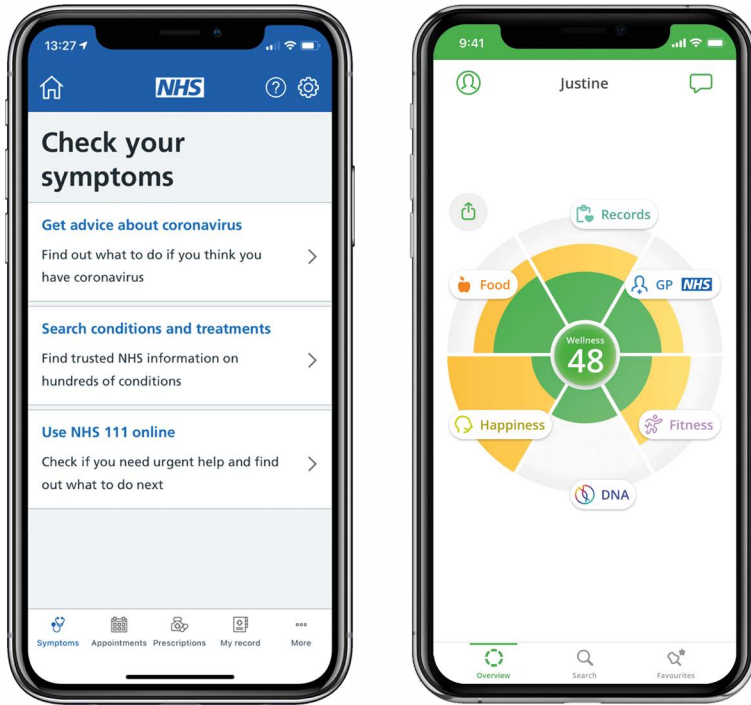 13:27
NHS
Check your
symptoms
Get advice about coronavirus
Find out what to do if you think you
have coronavirus
Search conditions and treatments
Find trusted NHS information on
hundreds of conditions
Use NHS 111 online
Check if you need urgent help and find
out what to do next
Symptoms
Appointments
Prescriptions
My record
More
9:41
Justine
Records
Food
GP NHS
Wellness
48
Happiness
Fitness
DNA
Overview
Search
Favourites